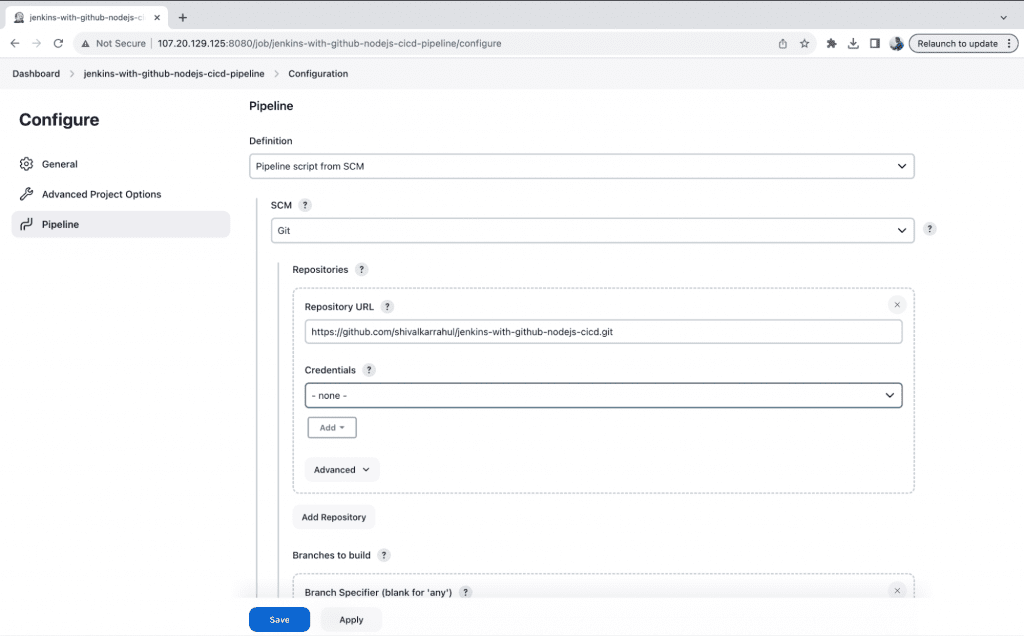 jenkins-with-github-nodejs-ci
Not Secure 107.20.129.125:8080/job/jenkins-with-github-nodejs-cicd-pipeline/configure Relaunch to update
Dashboard > jenkins-with-github-nodejs-cicd-pipeline > Configuration
Configure
General
Advanced Project Options
Pipeline
Pipeline
Definition
Pipeline script from SCM
SCM ?
Git
?
Repositories ?
Repository URL ?
https://github.com/shivalkarrahul/jenkins-with-github-nodejs-cicd.git
Credentials ?
- none -
Add
Advanced
Add Repository
Branches to build ?
Branch Specifier (blank for 'any') ?
Save Apply